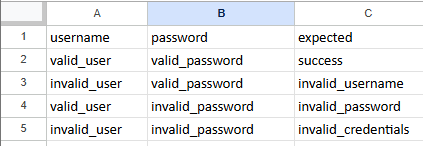 A B C
1 username password expected
2 valid_user valid_password success
3 invalid_user valid_password invalid_username
4 valid_user invalid_password invalid_password
5 invalid_user invalid_password invalid_credentials